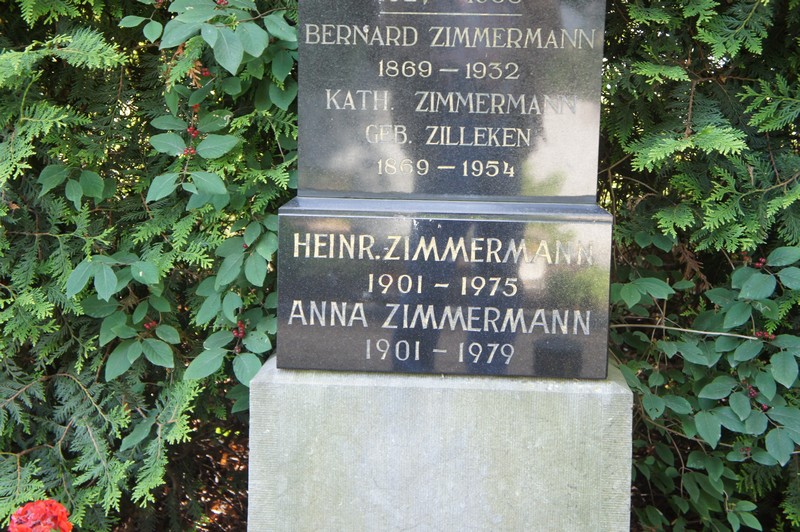 BERNARD ZIMMERMANN
1869 – 1932
KATH. ZIMMERMANN
GEB. ZILLEKEN
1869 – 1954
HEINR. ZIMMERMANN
1901 – 1975
ANNA ZIMMERMANN
1901 – 1979